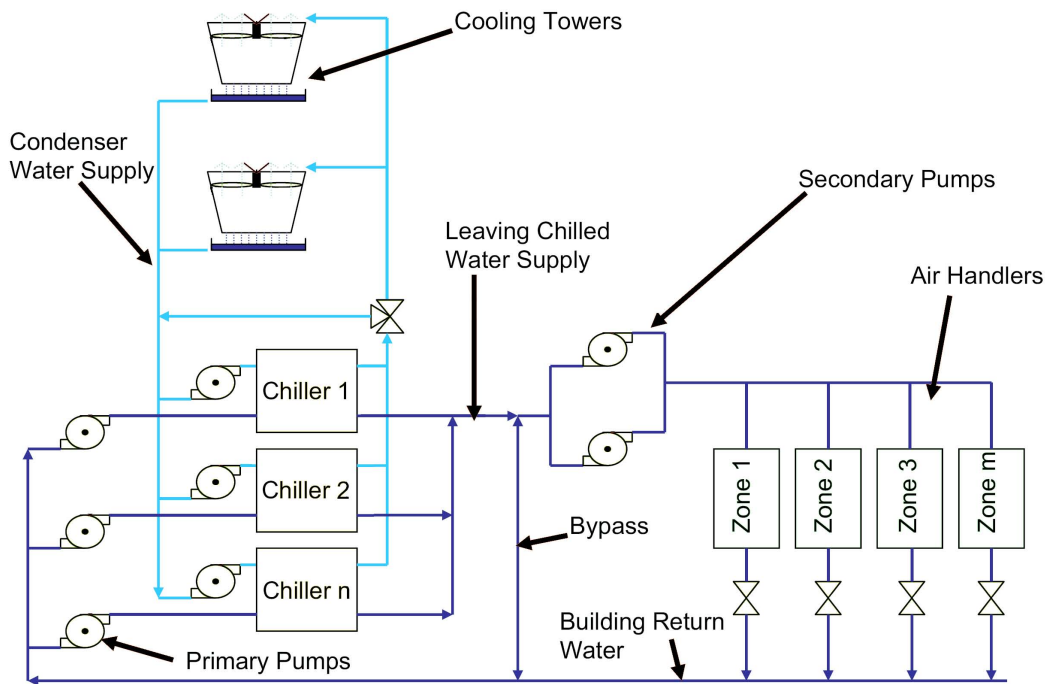 Cooling Towers
Condenser
Water Supply
Secondary Pumps
Leaving Chilled
Water Supply
Air Handlers
Chiller 1
Chiller 2
Chiller n
Zone 1
Zone 2
Zone 3
Zone m
Bypass
Building Return
Water
Primary Pumps